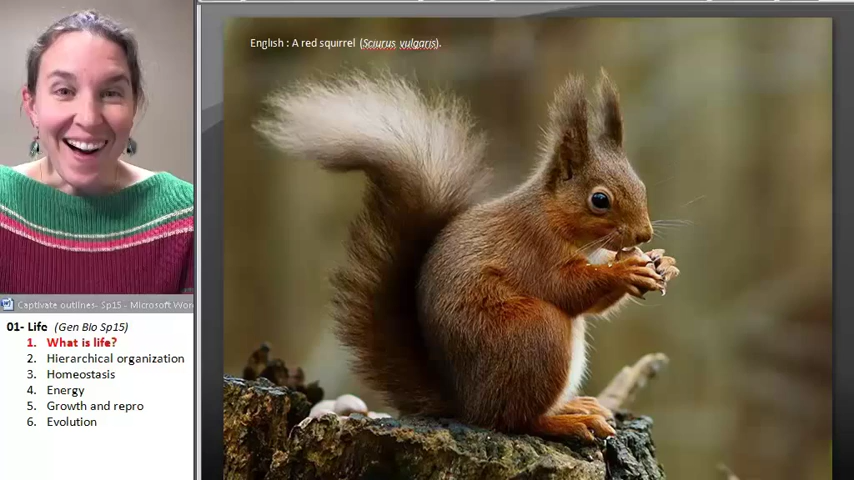 English : A red squirrel (Sciurus vulgaris).
Captivate outlines- Sp15 - Microsoft Wor
01- Life (Gen Bio Sp15)
1. What is life?
2. Hierarchical organization
3. Homeostasis
4. Energy
5. Growth and repro
6. Evolution